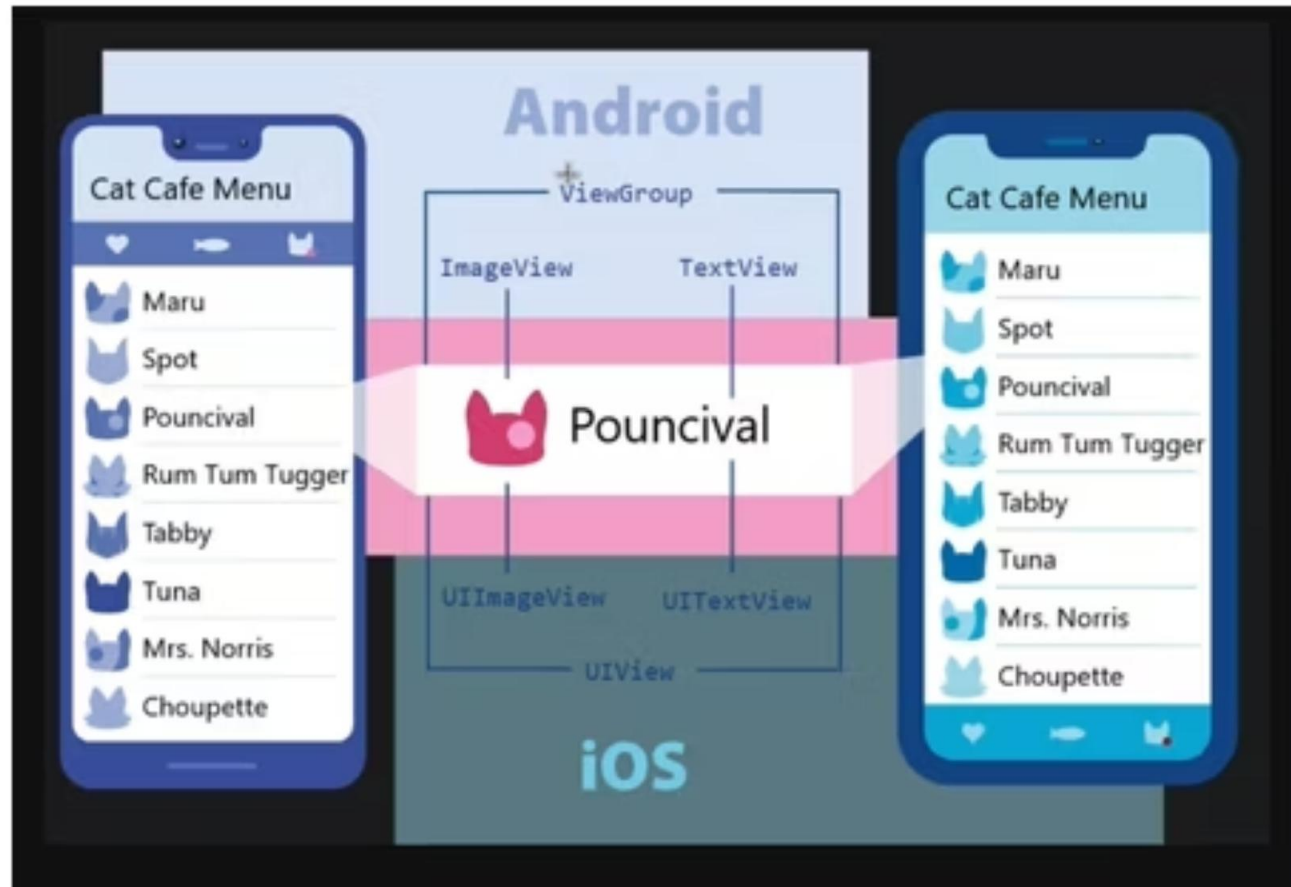 Android
ViewGroup
ImageView
TextView
Pouncival
UIImageView
UITextView
UIView
iOS
Cat Cafe Menu
Maru
Spot
Pouncival
Rum Tum Tugger
Tabby
Tuna
Mrs. Norris
Choupette
Cat Cafe Menu
Maru
Spot
Pouncival
Rum Tum Tugger
Tabby
Tuna
Mrs. Norris
Choupette